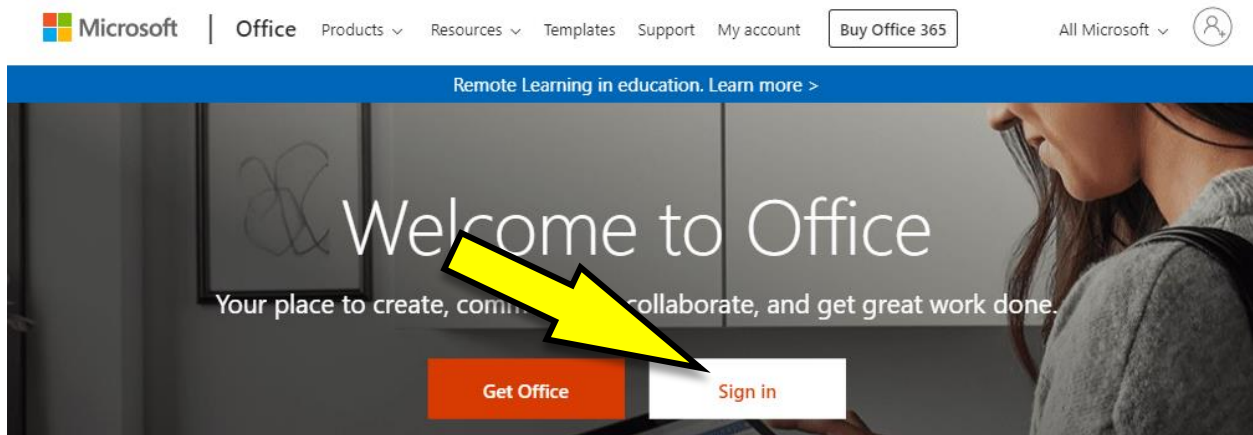 Microsoft | Office Products Resources Templates Support My account Buy Office 365 All Microsoft
Remote Learning in education. Learn more >
Welcome to Office
Your place to create, collaborate, and get great work done.
Get Office Sign in